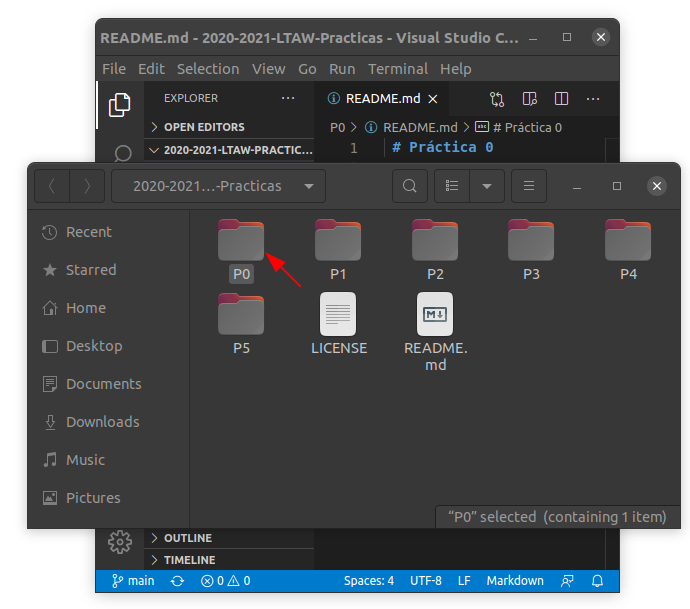 README.md - 2020-2021-LTAW-Practicas - Visual Studio C...
File Edit Selection View Go Run Terminal Help
EXPLORER
README.md
OPEN EDITORS
P0 > README.md > # Práctica 0
2020-2021-LTAW-PRACTIC...
1 # Práctica 0
2020-2021...-Practicas
Recent
Starred
Home
Desktop
Documents
Downloads
Music
Pictures
P0 P1 P2 P3 P4
P5 LICENSE README.
md
M
"P0" selected (containing 1 item)
OUTLINE
TIMELINE
main 0 0 Spaces: 4 UTF-8 LF Markdown